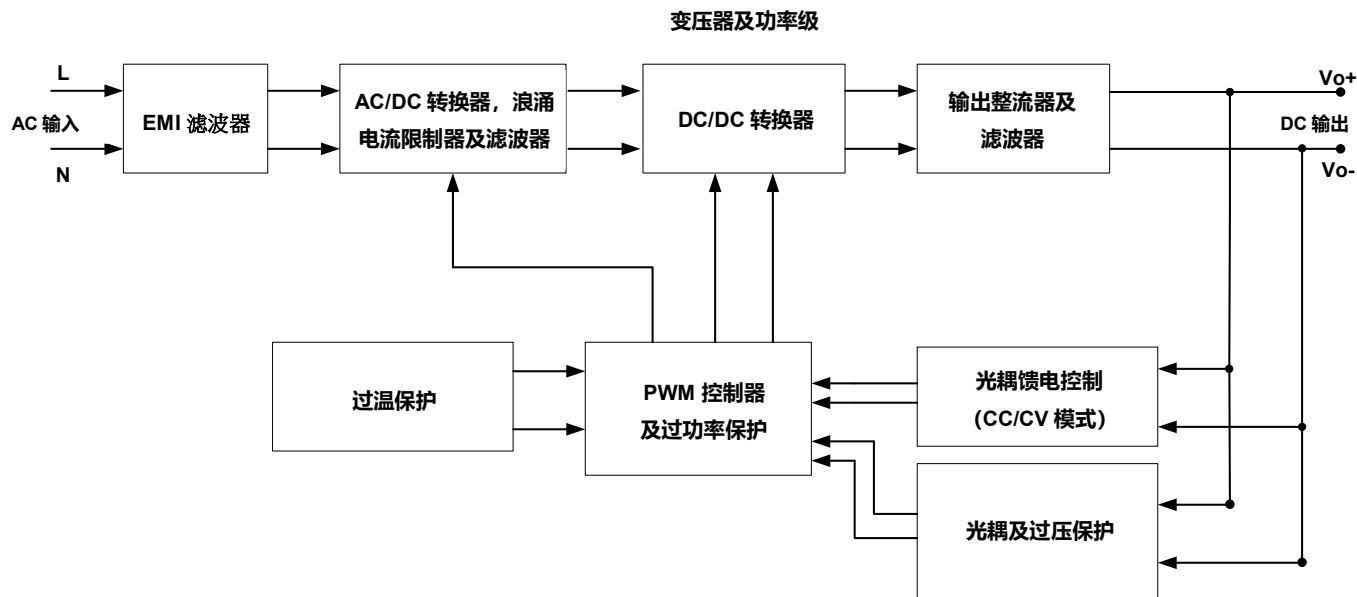 变压器及功率级
L
AC 输入
N
EMI 滤波器
AC/DC 转换器，浪涌
电流限制器及滤波器
DC/DC 转换器
输出整流器及
滤波器
Vo+
DC 输出
Vo-
过温保护
PWM 控制器
及过功率保护
光耦馈电控制
（CC/CV 模式）
光耦及过压保护